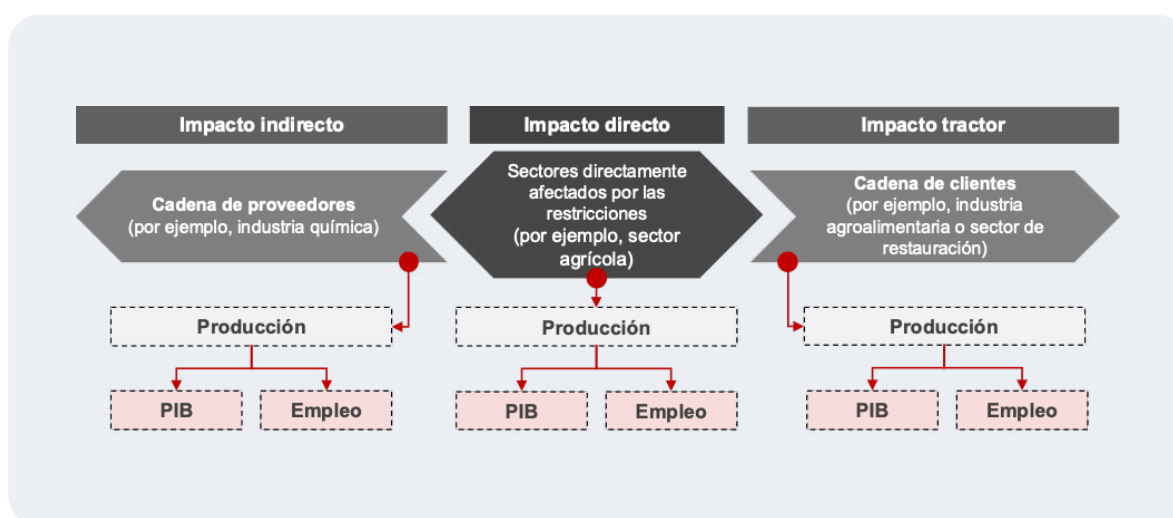 Impacto indirecto
Impacto directo
Impacto tractor
Cadena de proveedores
(por ejemplo, industria química)
Sectores directamente
afectados por las
restricciones
(por ejemplo, sector
agrícola)
Cadena de clientes
(por ejemplo, industria
agroalimentaria o sector de
restauración)
Producción
Producción
Producción
PIB
Empleo
PIB
Empleo
PIB
Empleo